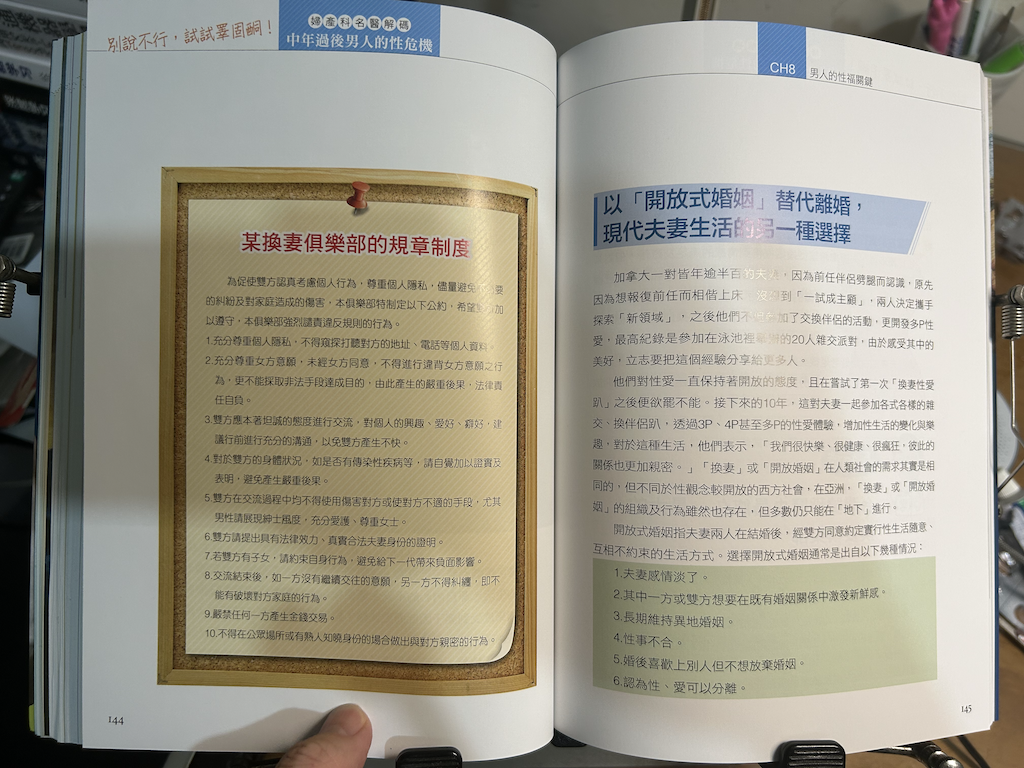 別說不行，試試睪固酮！
婦產科名醫解碼
中年過後男人的性危機
某換妻俱樂部的規章制度
為促使雙方認真考慮個人行為，尊重個人隱私，儘量避免要
的糾紛及對家庭造成的傷害，本俱樂部特制定以下公約，希望加
以遵守，本俱樂部強烈譴責違反規則的行為。
1.充分尊重個人隱私，不得窺探打聽對方的地址、電話等個人資料。
2.充分尊重女方意願，未經女方同意，不得進行違背女方意願之行
為，更不能採取非法手段達成目的，由此產生的嚴重後果，法律責
任自負。
3.雙方應本著坦誠的態度進行交流，對個人的興趣、愛好、癖好，建
議行前進行充分的溝通，以免雙方產生不快。
4.對於雙方的身體狀況，如是否有傳染性疾病等，請自覺加以證實及
表明，避免產生嚴重後果。
5.雙方在交流過程中均不得使用傷害對方或使對方不適的手段，尤其
男性請展現紳士風度，充分愛護、尊重女士。
6.雙方請提出具有法律效力、真實合法夫妻身份的證明。
7.若雙方有子女，請約束自身行為，避免給下一代帶來負面影響。
8.交流結束後，如一方沒有繼續交往的意願，另一方不得糾纏，即不
能有破壞對方家庭的行為。
9.嚴禁任何一方產生金錢交易。
10.不得在公眾場所或有熟人知曉身份的場合做出與對方親密的行為。
144
CH8
男人的性福關鍵
以「開放式婚姻」替代離婚，
現代夫妻生活的另一種選擇
加拿大一對皆年逾半百的夫，因為前任伴侶劈腿而認識，原先
因為想報復前任而相偕上床，沒想到「一試成主顧」，兩人決定攜手
探索「新領域」，之後他們不加了交換伴侶的活動，更開發多P性
愛，最高紀錄是參加在泳池裡舉辦的20人雜交派對，由於感受其中的
美好，立志要把這個經驗分享給更多人。
他們對性愛一直保持著開放的態度，且在嘗試了第一次「換妻性愛
趴」之後便欲罷不能。接下來的10年，這對夫妻一起參加各式各樣的雜
交、換伴侶趴，透過3P、4P甚至多P的性愛體驗，增加性生活的變化與樂
趣，對於這種生活，他們表示，「我們很快樂、很健康、很瘋狂，彼此的
關係也更加親密。」「換妻」或「開放婚姻」在人類社會的需求其實是相
同的，但不同於性觀念較開放的西方社會，在亞洲，「換妻」或「開放婚
姻」的組織及行為雖然也存在，但多數仍只能在「地下」進行。
開放式婚姻指夫妻兩人在結婚後，經雙方同意約定實行性生活隨意、
互相不約束的生活方式。選擇開放式婚姻通常是出自以下幾種情況：
1.夫妻感情淡了。
2.其中一方或雙方想要在既有婚姻關係中激發新鮮感。
3.長期維持異地婚姻。
4.性事不合。
5.婚後喜歡上別人但不想放棄婚姻。
6.認為性、愛可以分離。
145